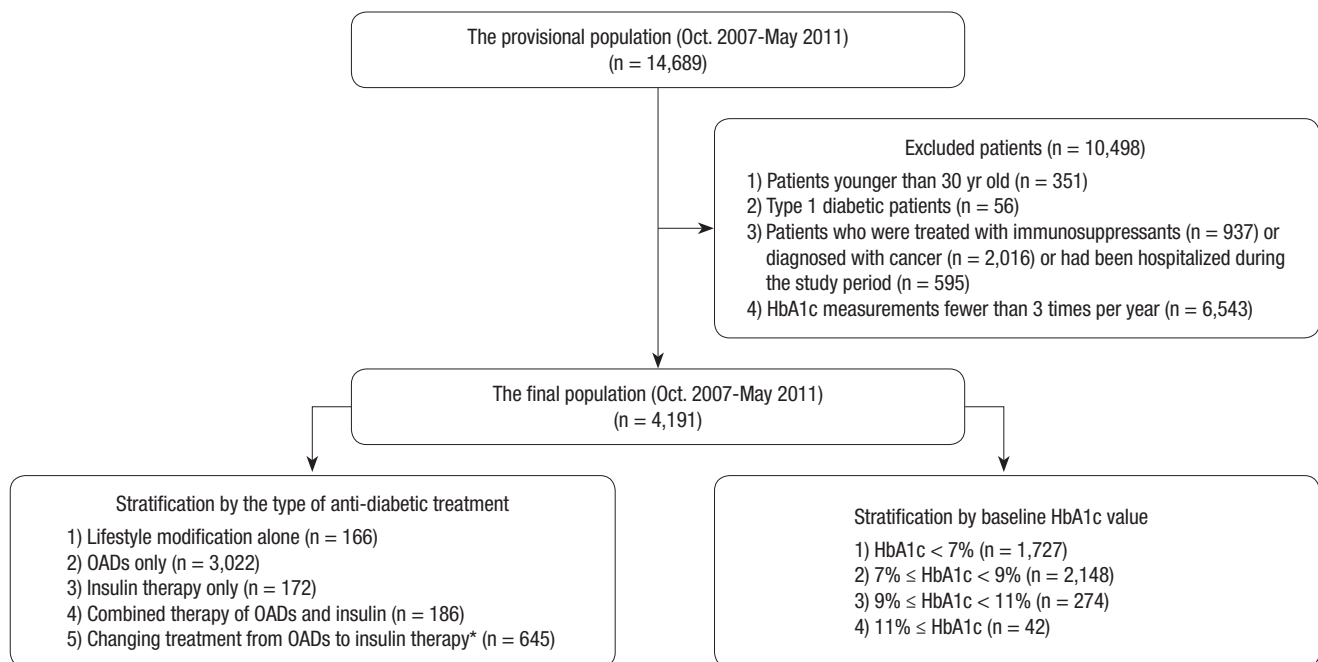 The provisional population (Oct. 2007-May 2011)
(n = 14,689)
Excluded patients (n = 10,498)
1) Patients younger than 30 yr old (n = 351)
2) Type 1 diabetic patients (n = 56)
3) Patients who were treated with immunosuppressants (n = 937) or
diagnosed with cancer (n = 2,016) or had been hospitalized during
the study period (n = 595)
4) HbA1c measurements fewer than 3 times per year (n = 6,543)
The final population (Oct. 2007-May 2011)
(n = 4,191)
Stratification by the type of anti-diabetic treatment
1) Lifestyle modification alone (n = 166)
2) OADs only (n = 3,022)
3) Insulin therapy only (n = 172)
4) Combined therapy of OADs and insulin (n = 186)
5) Changing treatment from OADs to insulin therapy* (n = 645)
Stratification by baseline HbA1c value
1) HbA1c < 7% (n = 1,727)
2) 7% ≤ HbA1c < 9% (n = 2,148)
3) 9% ≤ HbA1c < 11% (n = 274)
4) 11% ≤ HbA1c (n = 42)